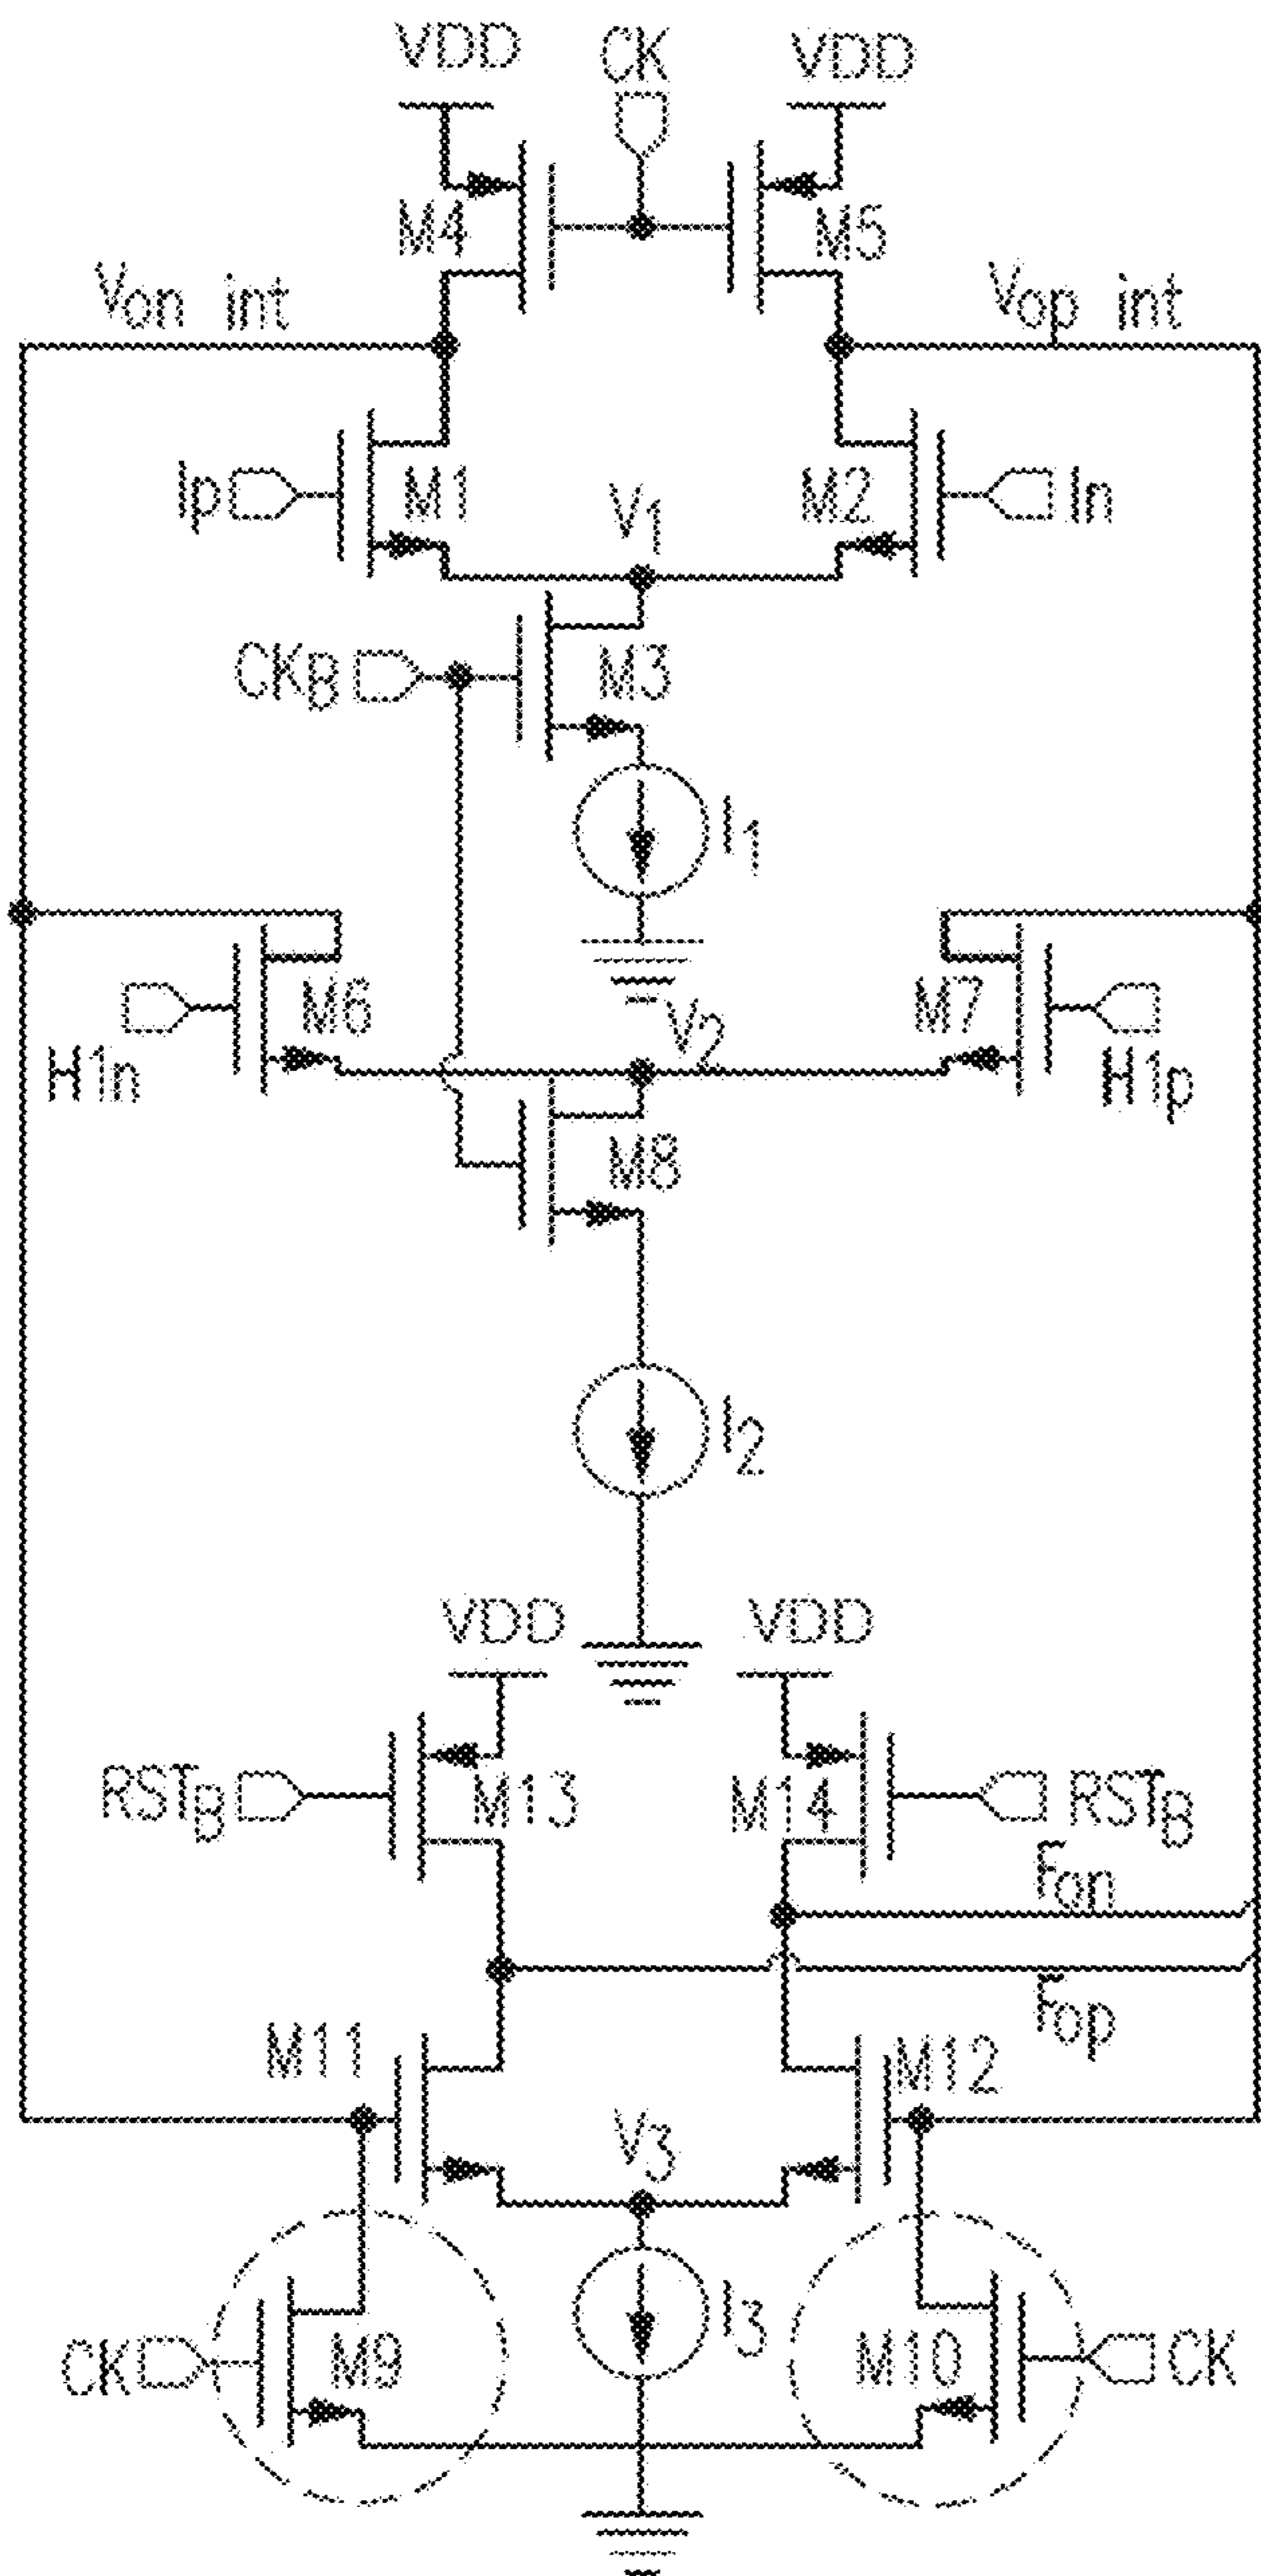 VDD CK VDD
M4 M5
Von int Vop int
Ip M1 V1 M2 In
CKB M3
I1
M6 V2 M7
H1n H1p
M8
I2
VDD VDD
RSTB M13 M14 RSTB
Fon
Fop
M11 M12
V3
CK M9 I3 M10 CK